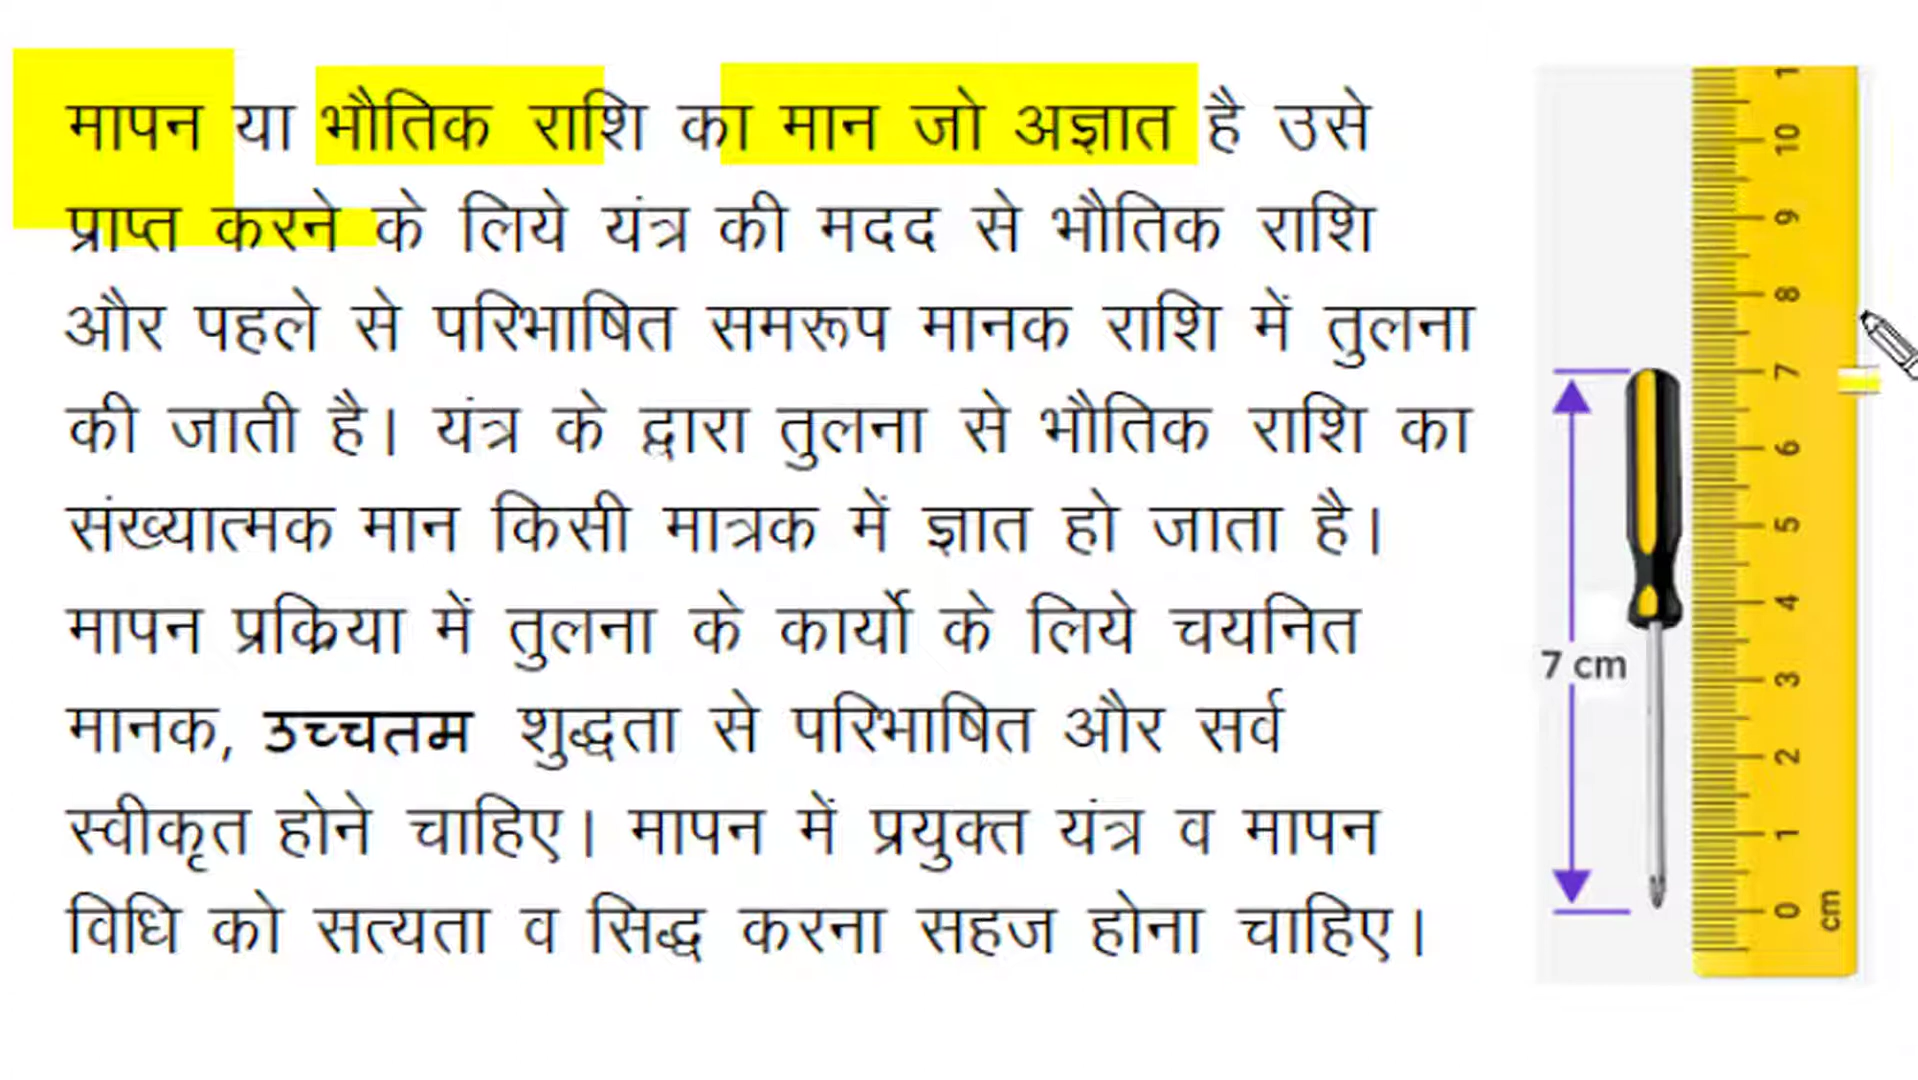 मापन या भौतिक राशि का मान जो अज्ञात है उसे
प्राप्त करने के लिये यंत्र की मदद से भौतिक राशि
और पहले से परिभाषित समरूप मानक राशि में तुलना
की जाती है। यंत्र के द्वारा तुलना से भौतिक राशि का
संख्यात्मक मान किसी मात्रक में ज्ञात हो जाता है।
मापन प्रक्रिया में तुलना के कार्यो के लिये चयनित
मानक, उच्चतम शुद्धता से परिभाषित और सर्व
स्वीकृत होने चाहिए। मापन में प्रयुक्त यंत्र व मापन
विधि को सत्यता व सिद्ध करना सहज होना चाहिए।
7 cm
1
10
9
8
7
6
5
4
3
2
1
0
cm